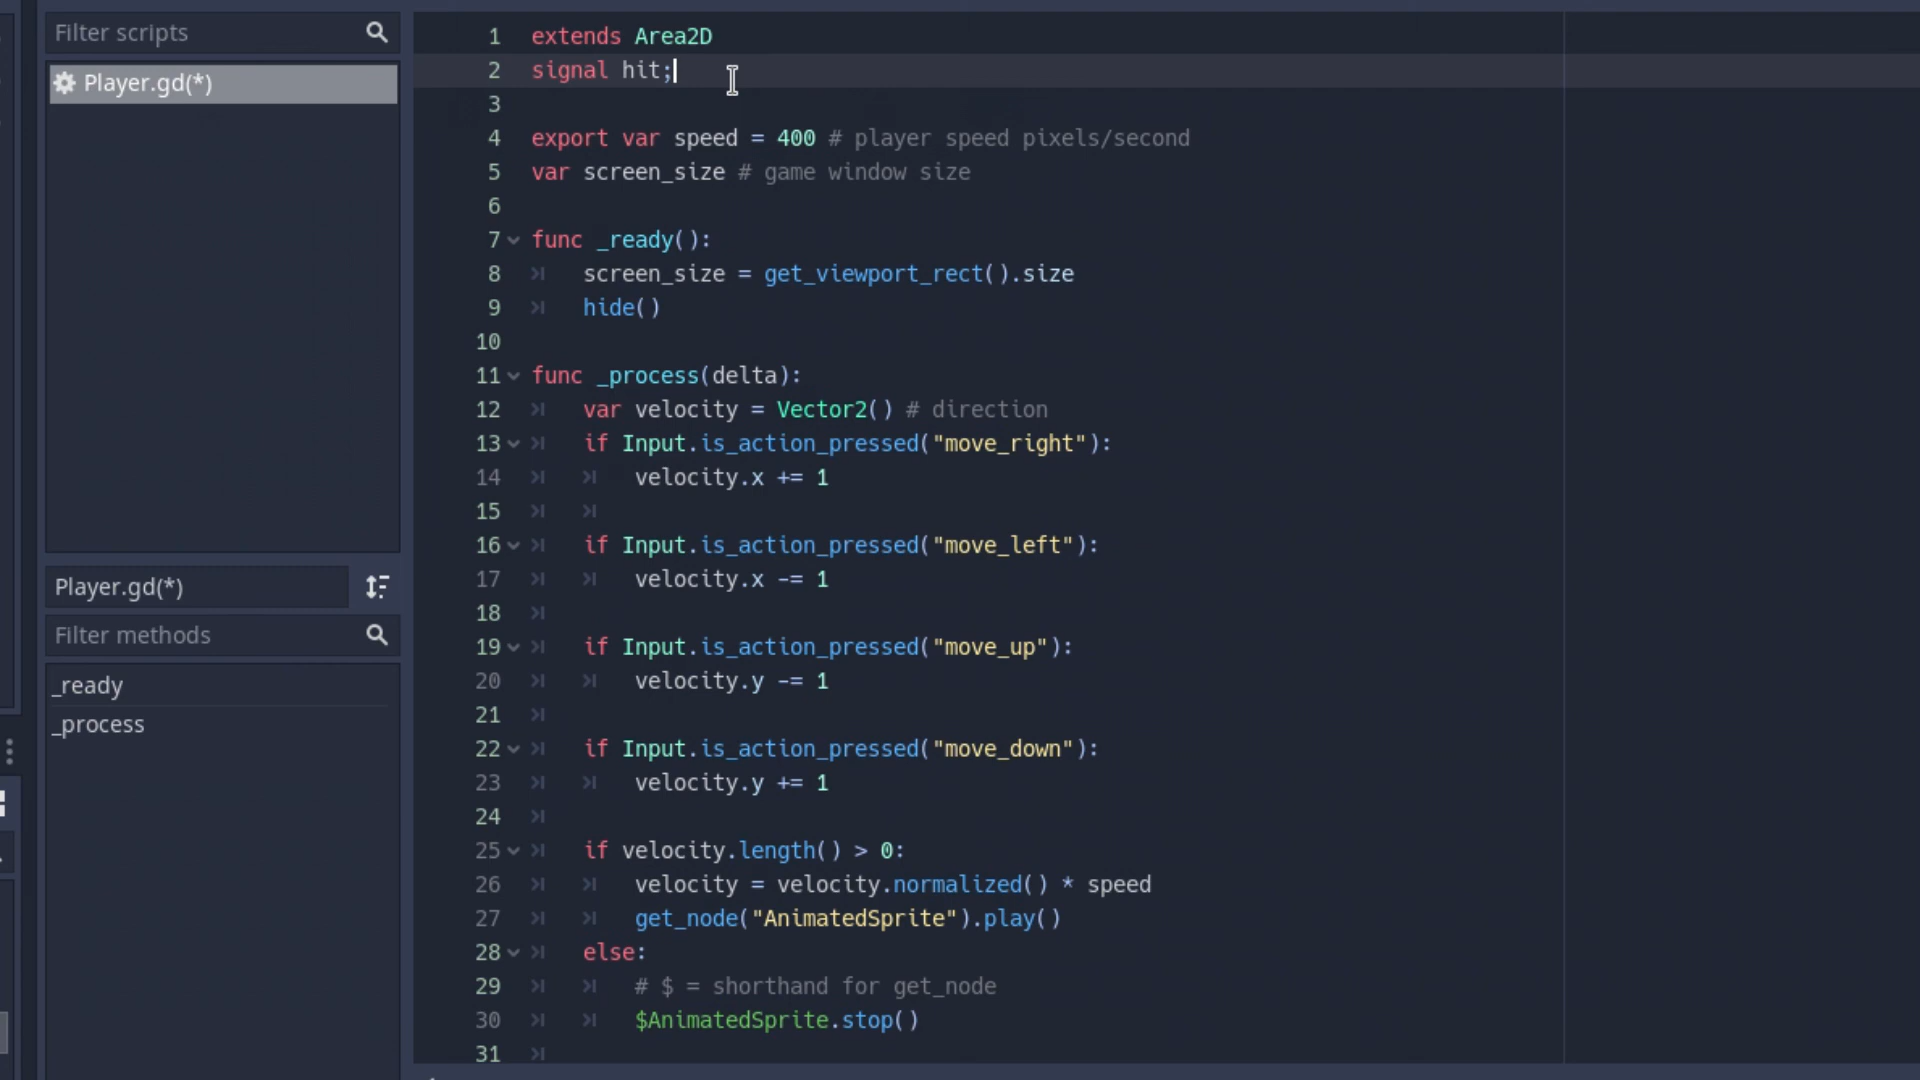 Filter scripts
Player.gd(*)
Player.gd(*)
Filter methods
_ready
_process
1 extends Area2D
2 signal hit;
3
4 export var speed = 400 # player speed pixels/second
5 var screen_size # game window size
6
7 func _ready():
8 screen_size = get_viewport_rect().size
9 hide()
10
11 func _process(delta):
12 var velocity = Vector2() # direction
13 if Input.is_action_pressed("move_right"):
14 velocity.x += 1
15
16 if Input.is_action_pressed("move_left"):
17 velocity.x -= 1
18
19 if Input.is_action_pressed("move_up"):
20 velocity.y -= 1
21
22 if Input.is_action_pressed("move_down"):
23 velocity.y += 1
24
25 if velocity.length() > 0:
26 velocity = velocity.normalized() * speed
27 get_node("AnimatedSprite").play()
28 else:
29 # $ = shorthand for get_node
30 $AnimatedSprite.stop()
31